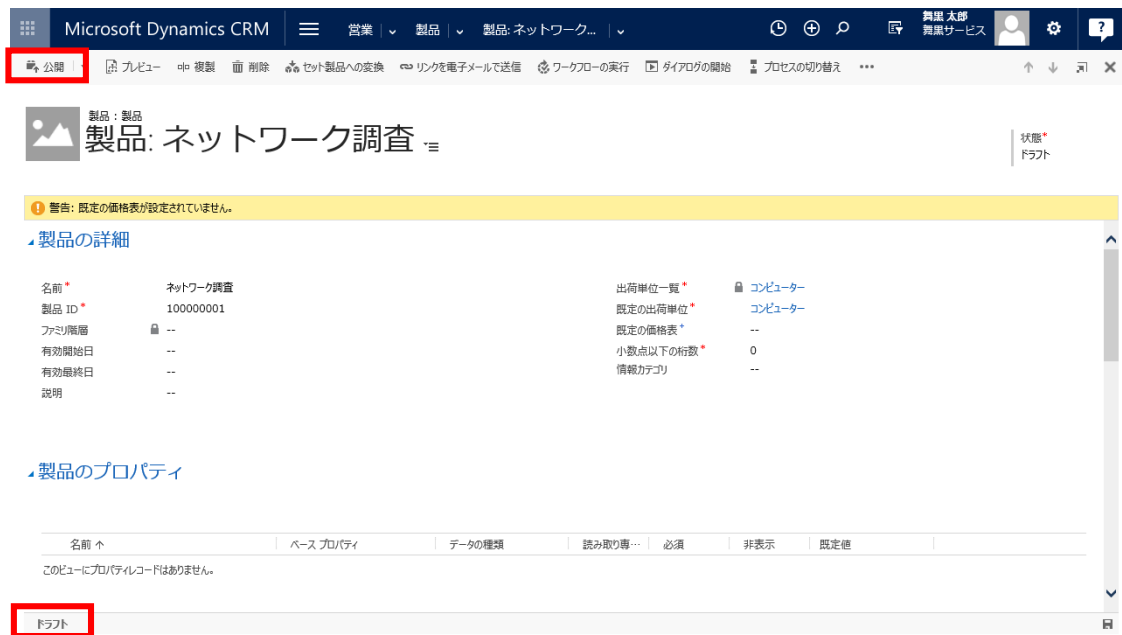 Microsoft Dynamics CRM 営業 製品 製品: ネットワーク... 舞黒 太郎 舞黒サービス ?
公開 プレビュー 複製 削除 セット製品への変換 リンクを電子メールで送信 ワークフローの実行 ダイアログの開始 プロセスの切り替え •••
製品 : 製品
製品: ネットワーク調査
状態*
ドラフト
警告: 既定の価格表が設定されていません。
製品の詳細
名前* ネットワーク調査 出荷単位一覧* コンピューター
製品 ID* 100000001 既定の出荷単位* コンピューター
ファミリ階層 -- 既定の価格表+ --
有効開始日 -- 小数点以下の桁数* 0
有効最終日 -- 情報カテゴリ --
説明 --
製品のプロパティ
名前 ↑ ベース プロパティ データの種類 読み取り専… 必須 非表示 既定値
このビューにプロパティレコードはありません。
ドラフト